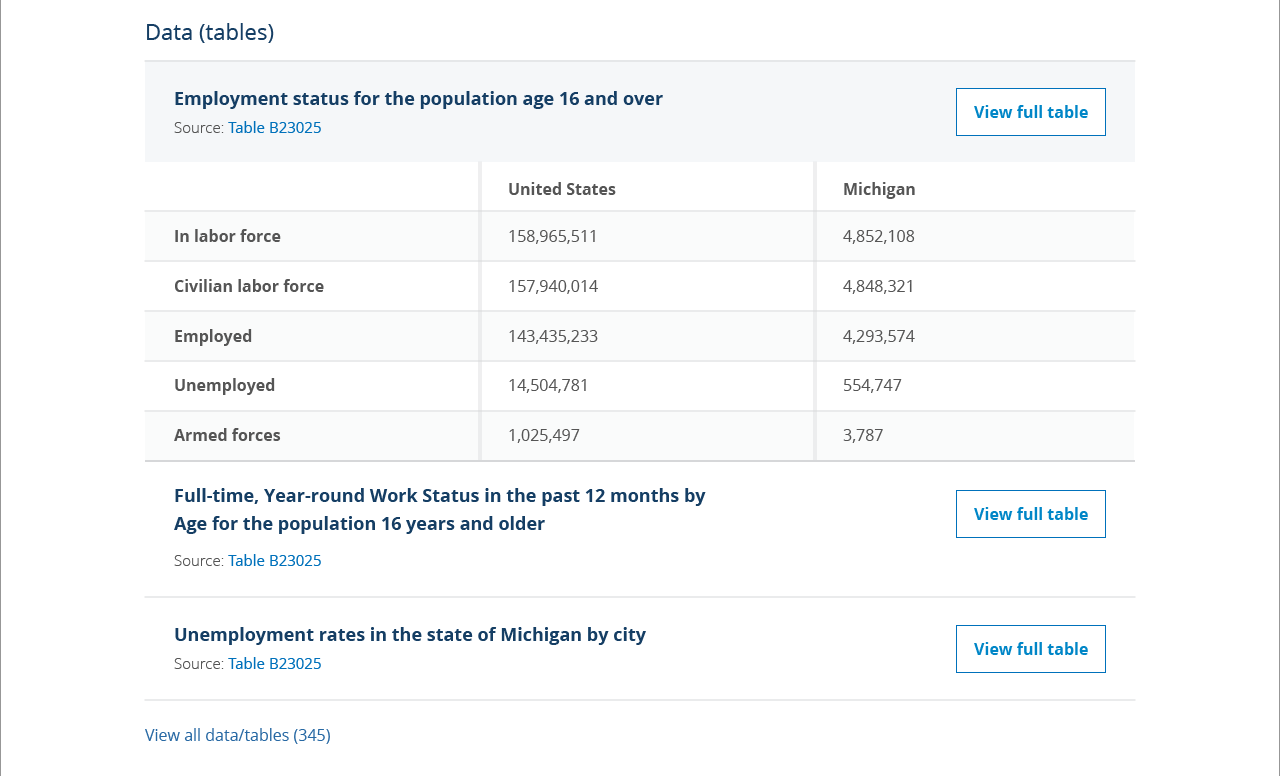 Data (tables)
Employment status for the population age 16 and over
View full table
Source: Table B23025
United States Michigan
In labor force 158,965,511 4,852,108
Civilian labor force 157,940,014 4,848,321
Employed 143,435,233 4,293,574
Unemployed 14,504,781 554,747
Armed forces 1,025,497 3,787
Full-time, Year-round Work Status in the past 12 months by
Age for the population 16 years and older
View full table
Source: Table B23025
Unemployment rates in the state of Michigan by city
View full table
Source: Table B23025
View all data/tables (345)